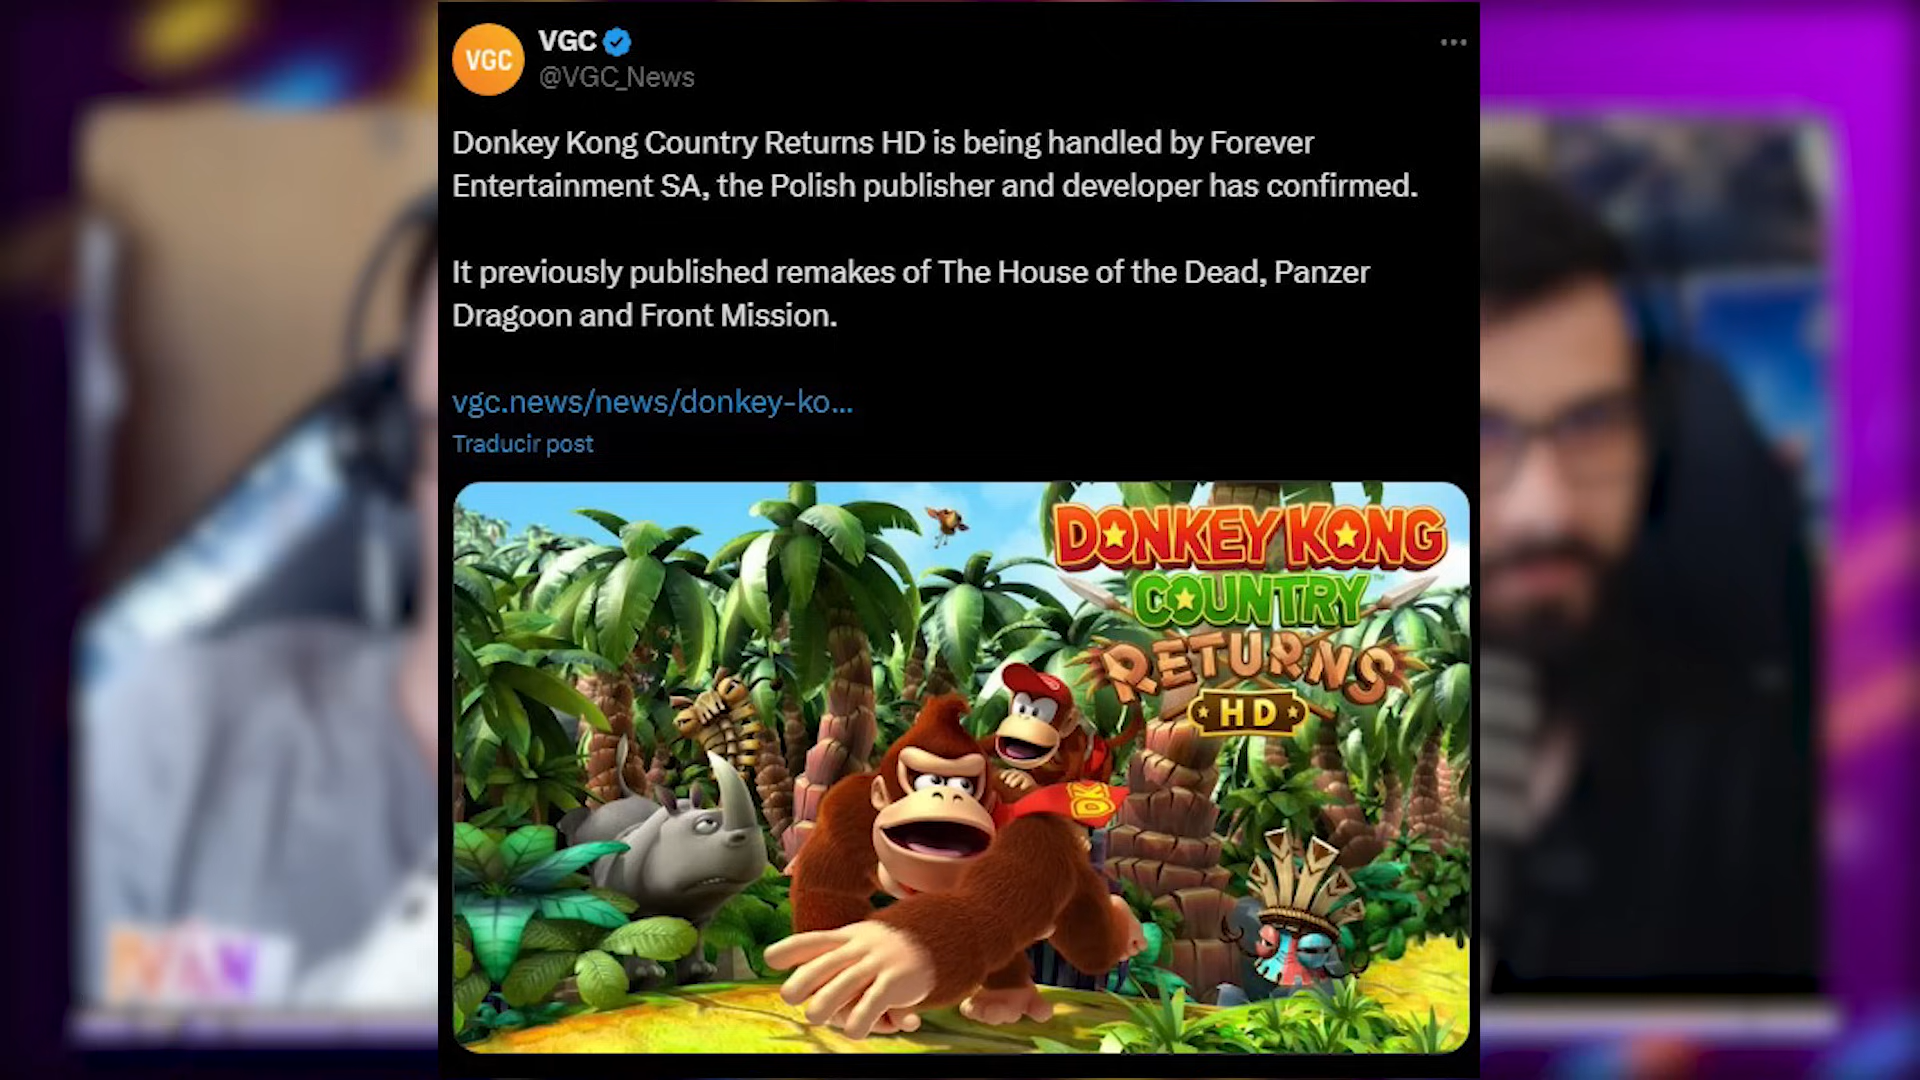 VGC
VGC
@VGC_News
Donkey Kong Country Returns HD is being handled by Forever
Entertainment SA, the Polish publisher and developer has confirmed.
It previously published remakes of The House of the Dead, Panzer
Dragoon and Front Mission.
vgc.news/news/donkey-ko...
Traducir post
DONKEY KONG
COUNTRY™
RETURNS
HD
DK
IVAN